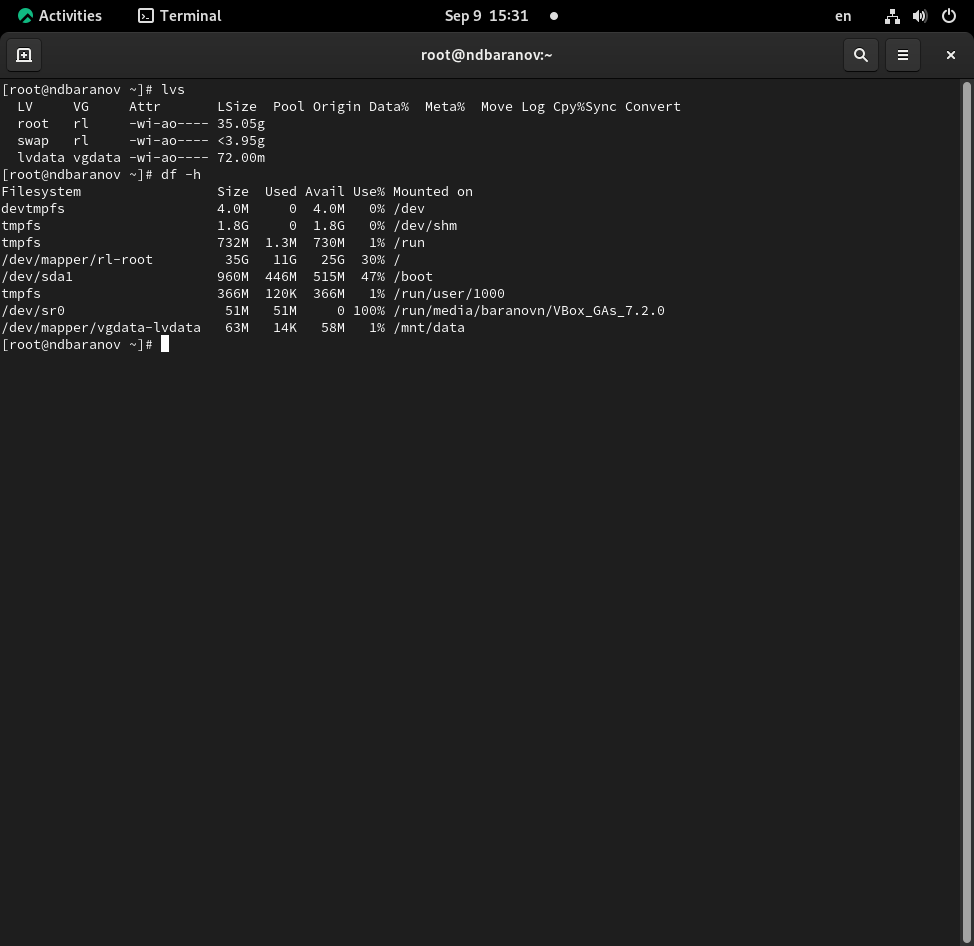 Activities Terminal Sep 9 15:31 en
root@ndbaranov:~
[root@ndbaranov ~]# lvs
  LV     VG     Attr       LSize  Pool Origin Data%  Meta%  Move Log Cpy%Sync Convert
  root   rl     -wi-ao---- 35.05g
  swap   rl     -wi-ao---- <3.95g
  lvdata vgdata -wi-ao---- 72.00m
[root@ndbaranov ~]# df -h
Filesystem                 Size  Used Avail Use% Mounted on
devtmpfs                   4.0M     0  4.0M   0% /dev
tmpfs                      1.8G     0  1.8G   0% /dev/shm
tmpfs                      732M  1.3M  730M   1% /run
/dev/mapper/rl-root         35G   11G   25G  30% /
/dev/sda1                  960M  446M  515M  47% /boot
tmpfs                      366M  120K  366M   1% /run/user/1000
/dev/sr0                    51M   51M     0 100% /run/media/baranovn/VBox_GAs_7.2.0
/dev/mapper/vgdata-lvdata   63M   14K   58M   1% /mnt/data
[root@ndbaranov ~]#